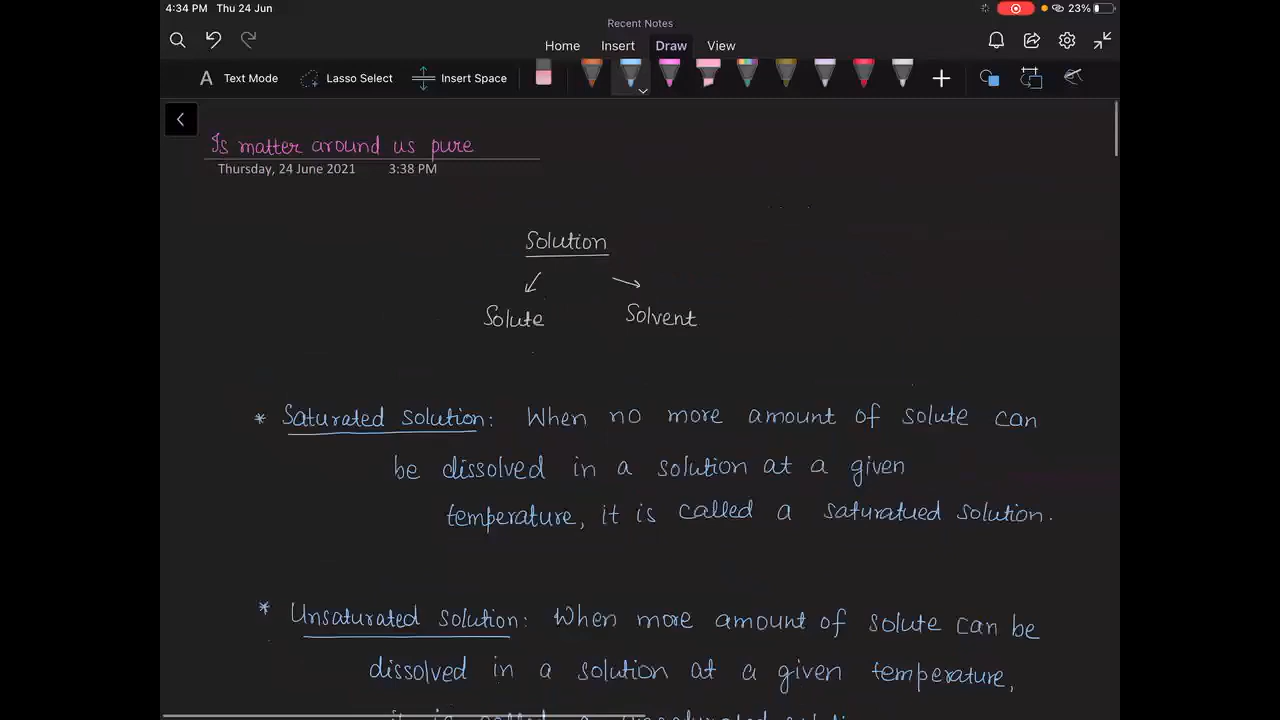 4:34 PM Thu 24 Jun 23%
Recent Notes
Home Insert Draw View
Text Mode Lasso Select Insert Space
Is matter around us pure
Thursday, 24 June 2021 3:38 PM
Solution
Solute Solvent
* Saturated solution: When no more amount of solute can
be dissolved in a solution at a given
temperature, it is called a saturatued solution.
* Unsaturated solution: When more amount of solute can be
dissolved in a solution at a given temperature,